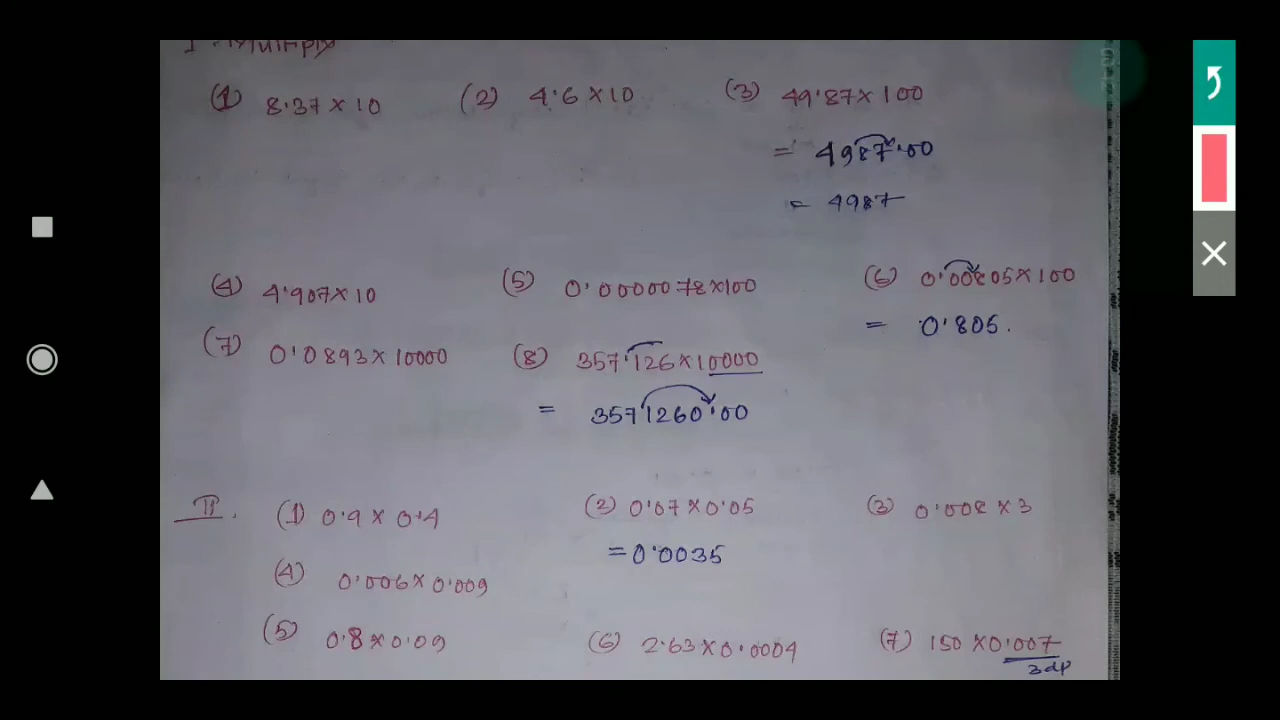 I. Multiply
(1) 8.37 × 10 (2) 4.6 × 10 (3) 49.87 × 100
= 4987.00
= 4987
(4) 4.907 × 10 (5) 0.0000078 × 100 (6) 0.00805 × 100
= 0.805.
(7) 0.0893 × 10000 (8) 357.126 × 10000
= 3571260.00
II. (1) 0.9 × 0.4 (2) 0.07 × 0.05 (3) 0.008 × 3
= 0.0035
(4) 0.006 × 0.009
(5) 0.8 × 0.09 (6) 2.63 × 0.0004 (7) 150 × 0.007
3dp